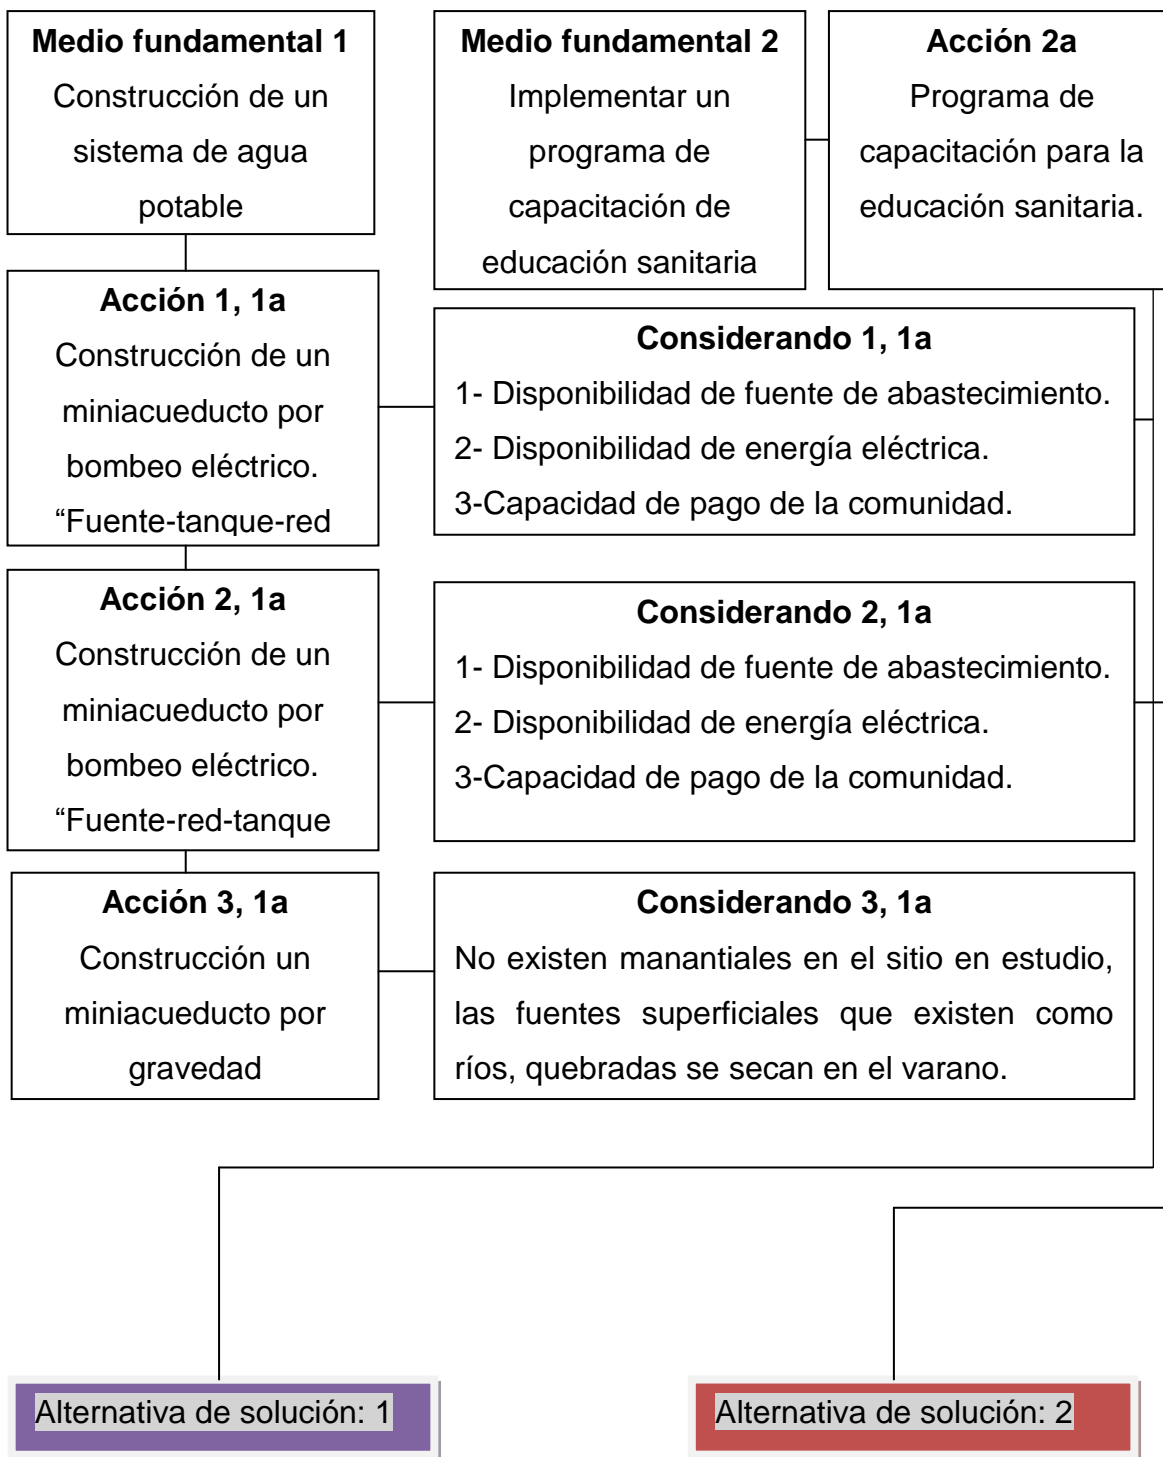 Medio fundamental 1
Construcción de un
sistema de agua
potable
Medio fundamental 2
Implementar un
programa de
capacitación de
educación sanitaria
Acción 2a
Programa de
capacitación para la
educación sanitaria.
Acción 1, 1a
Construcción de un
miniacueducto por
bombeo eléctrico.
“Fuente-tanque-red
Considerando 1, 1a
1- Disponibilidad de fuente de abastecimiento.
2- Disponibilidad de energía eléctrica.
3-Capacidad de pago de la comunidad.
Acción 2, 1a
Construcción de un
miniacueducto por
bombeo eléctrico.
“Fuente-red-tanque
Considerando 2, 1a
1- Disponibilidad de fuente de abastecimiento.
2- Disponibilidad de energía eléctrica.
3-Capacidad de pago de la comunidad.
Acción 3, 1a
Construcción un
miniacueducto por
gravedad
Considerando 3, 1a
No existen manantiales en el sitio en estudio,
las fuentes superficiales que existen como
ríos, quebradas se secan en el varano.
Alternativa de solución: 1
Alternativa de solución: 2